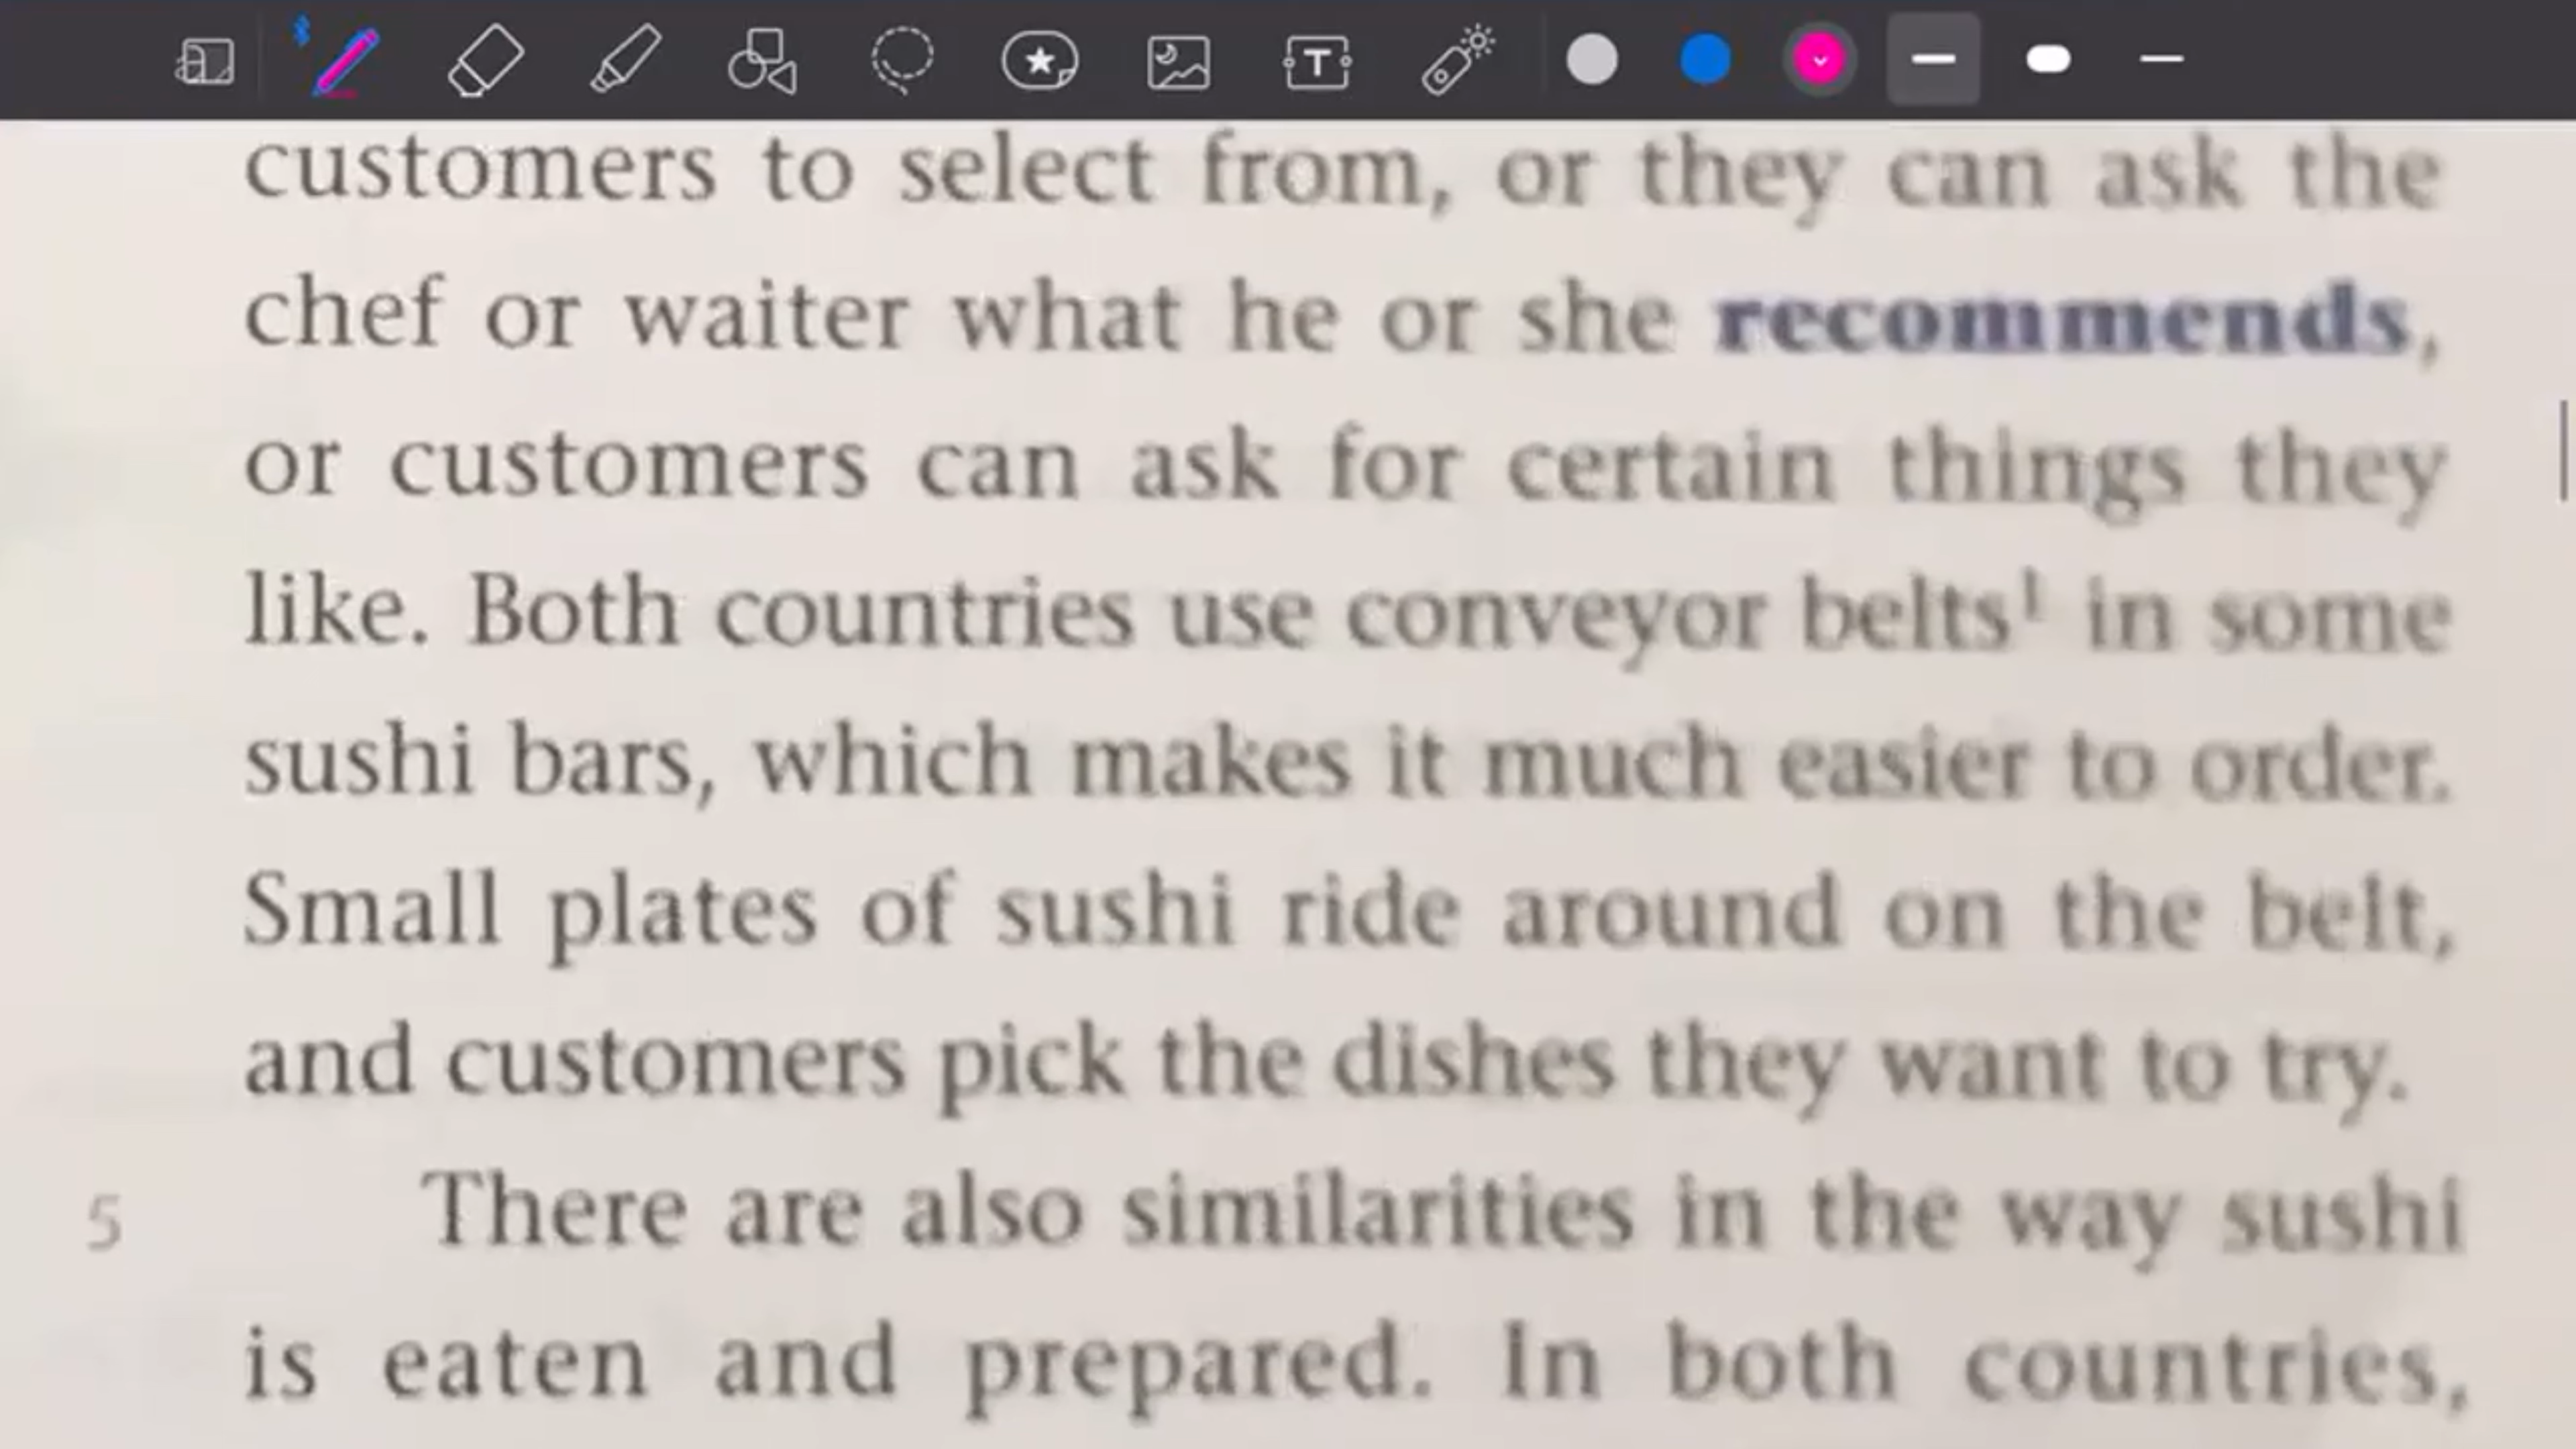 customers to select from, or they can ask the
chef or waiter what he or she recommends,
or customers can ask for certain things they
like. Both countries use conveyor belts¹ in some
sushi bars, which makes it much easier to order.
Small plates of sushi ride around on the belt,
and customers pick the dishes they want to try.
5 There are also similarities in the way sushi
is eaten and prepared. In both countries,